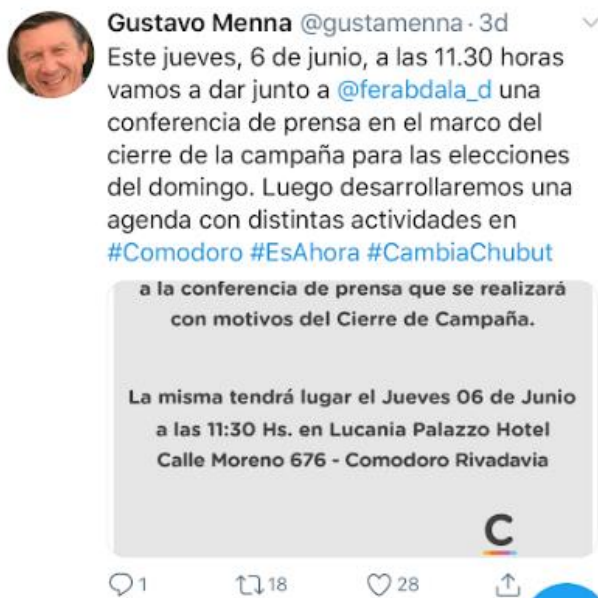 Gustavo Menna @gustamenna · 3d
Este jueves, 6 de junio, a las 11.30 horas
vamos a dar junto a @ferabdala_d una
conferencia de prensa en el marco del
cierre de la campaña para las elecciones
del domingo. Luego desarrollaremos una
agenda con distintas actividades en
#Comodoro #EsAhora #CambiaChubut
a la conferencia de prensa que se realizará
con motivos del Cierre de Campaña.
La misma tendrá lugar el Jueves 06 de Junio
a las 11:30 Hs. en Lucania Palazzo Hotel
Calle Moreno 676 - Comodoro Rivadavia
C
1 18 28